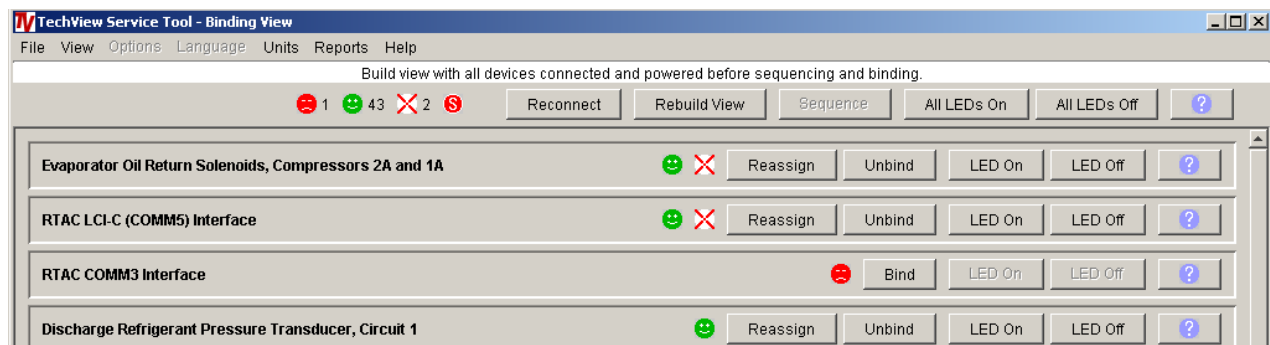 TV TechView Service Tool - Binding View
File View Options Language Units Reports Help
Build view with all devices connected and powered before sequencing and binding.
1 43 2 S Reconnect Rebuild View Sequence All LEDs On All LEDs Off ?
Evaporator Oil Return Solenoids, Compressors 2A and 1A Reassign Unbind LED On LED Off ?
RTAC LCI-C (COMM5) Interface Reassign Unbind LED On LED Off ?
RTAC COMM3 Interface Bind LED On LED Off ?
Discharge Refrigerant Pressure Transducer, Circuit 1 Reassign Unbind LED On LED Off ?